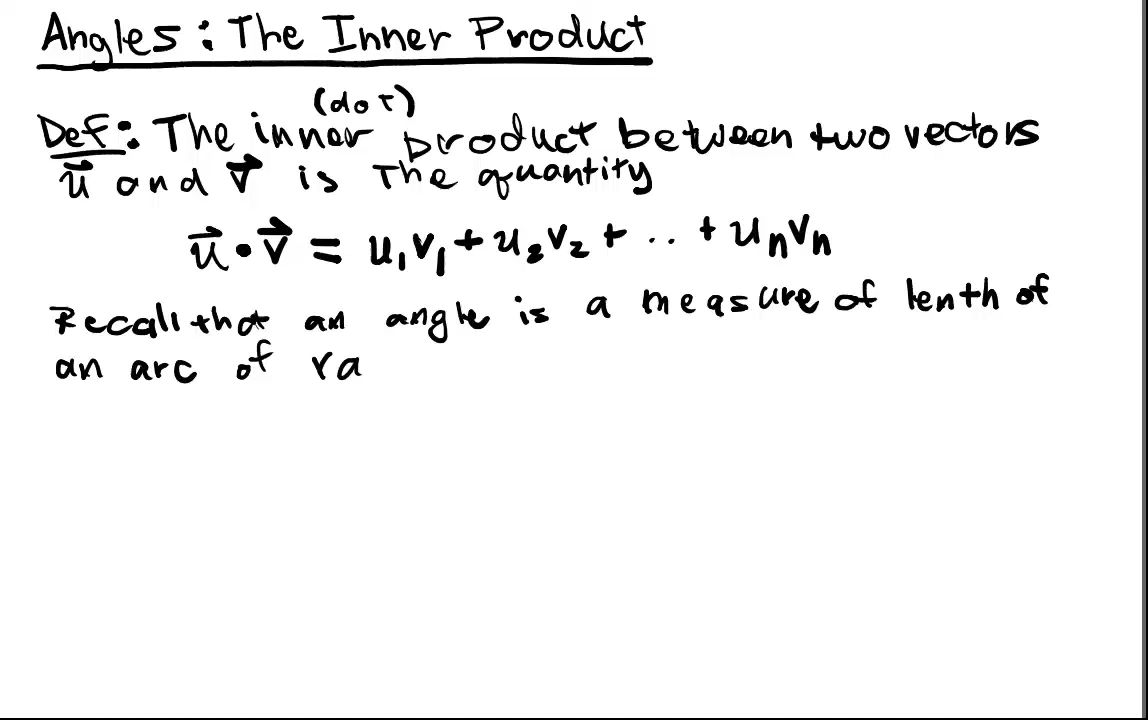 Angles: The Inner Product
(dot)
Def: The inner product between two vectors
u⃗ and v⃗ is the quantity
u⃗ • v⃗ = u₁v₁ + u₂v₂ + .. + uₙvₙ
Recall that an angle is a measure of lenth of
an arc of ra